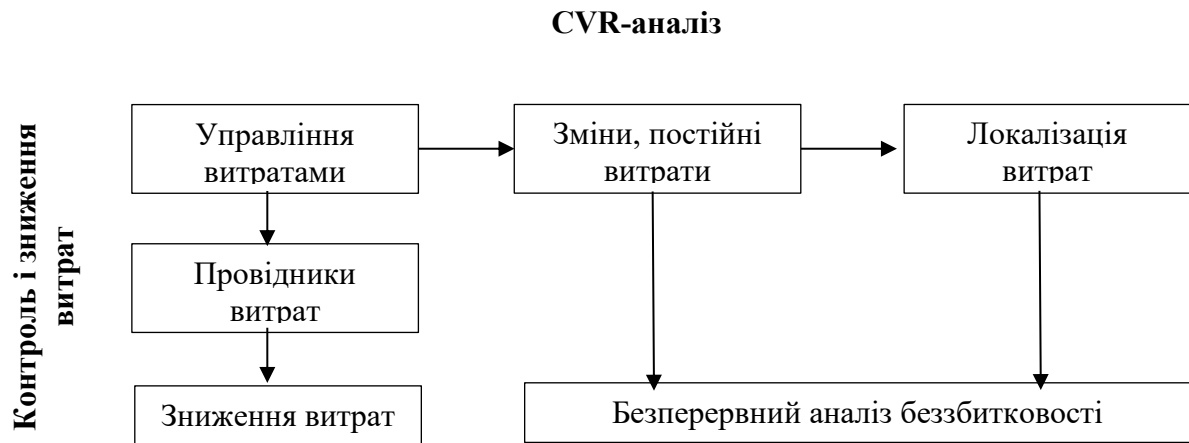 CVR-аналіз
Контроль і зниження
витрат
Управління
витратами
Зміни, постійні
витрати
Локалізація
витрат
Провідники
витрат
Зниження витрат
Безперервний аналіз беззбитковості